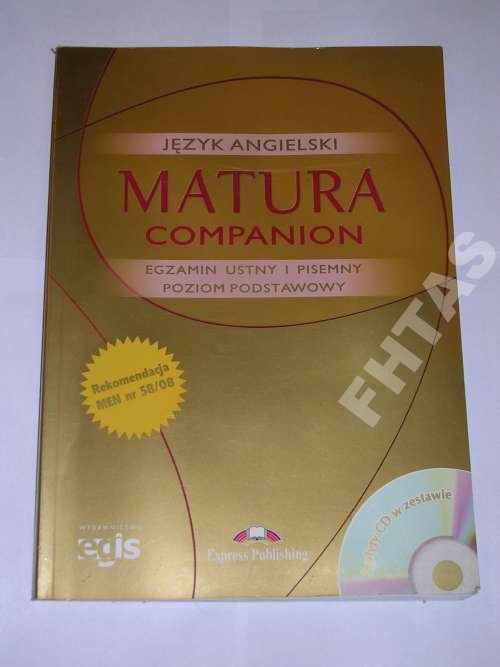 JĘZYK ANGIELSKI
MATURA
COMPANION
EGZAMIN USTNY I PISEMNY
POZIOM PODSTAWOWY
FHTAS
Rekomendacja
MEN nr 58/08
WYDAWNICTWO
egis
Express Publishing
CD w zestawie